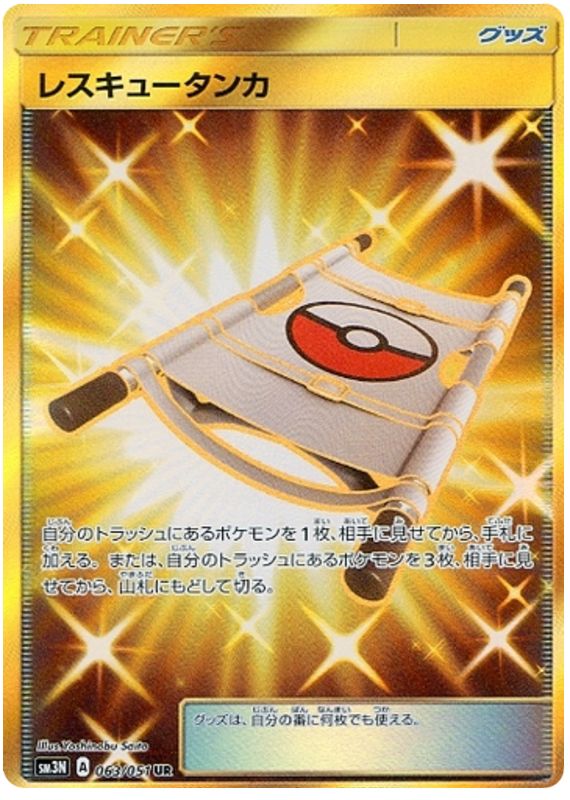 TRAINER'S
グッズ
レスキュータンカ
自分のトラッシュにあるポケモンを1枚、相手に見せてから、手札に
加える。または、自分のトラッシュにあるポケモンを3枚、相手に見
せてから、山札にもどして切る。
グッズは、自分の番に何枚でも使える。
Illus. Yoshinobu Saito
SM3N A 063/051 UR